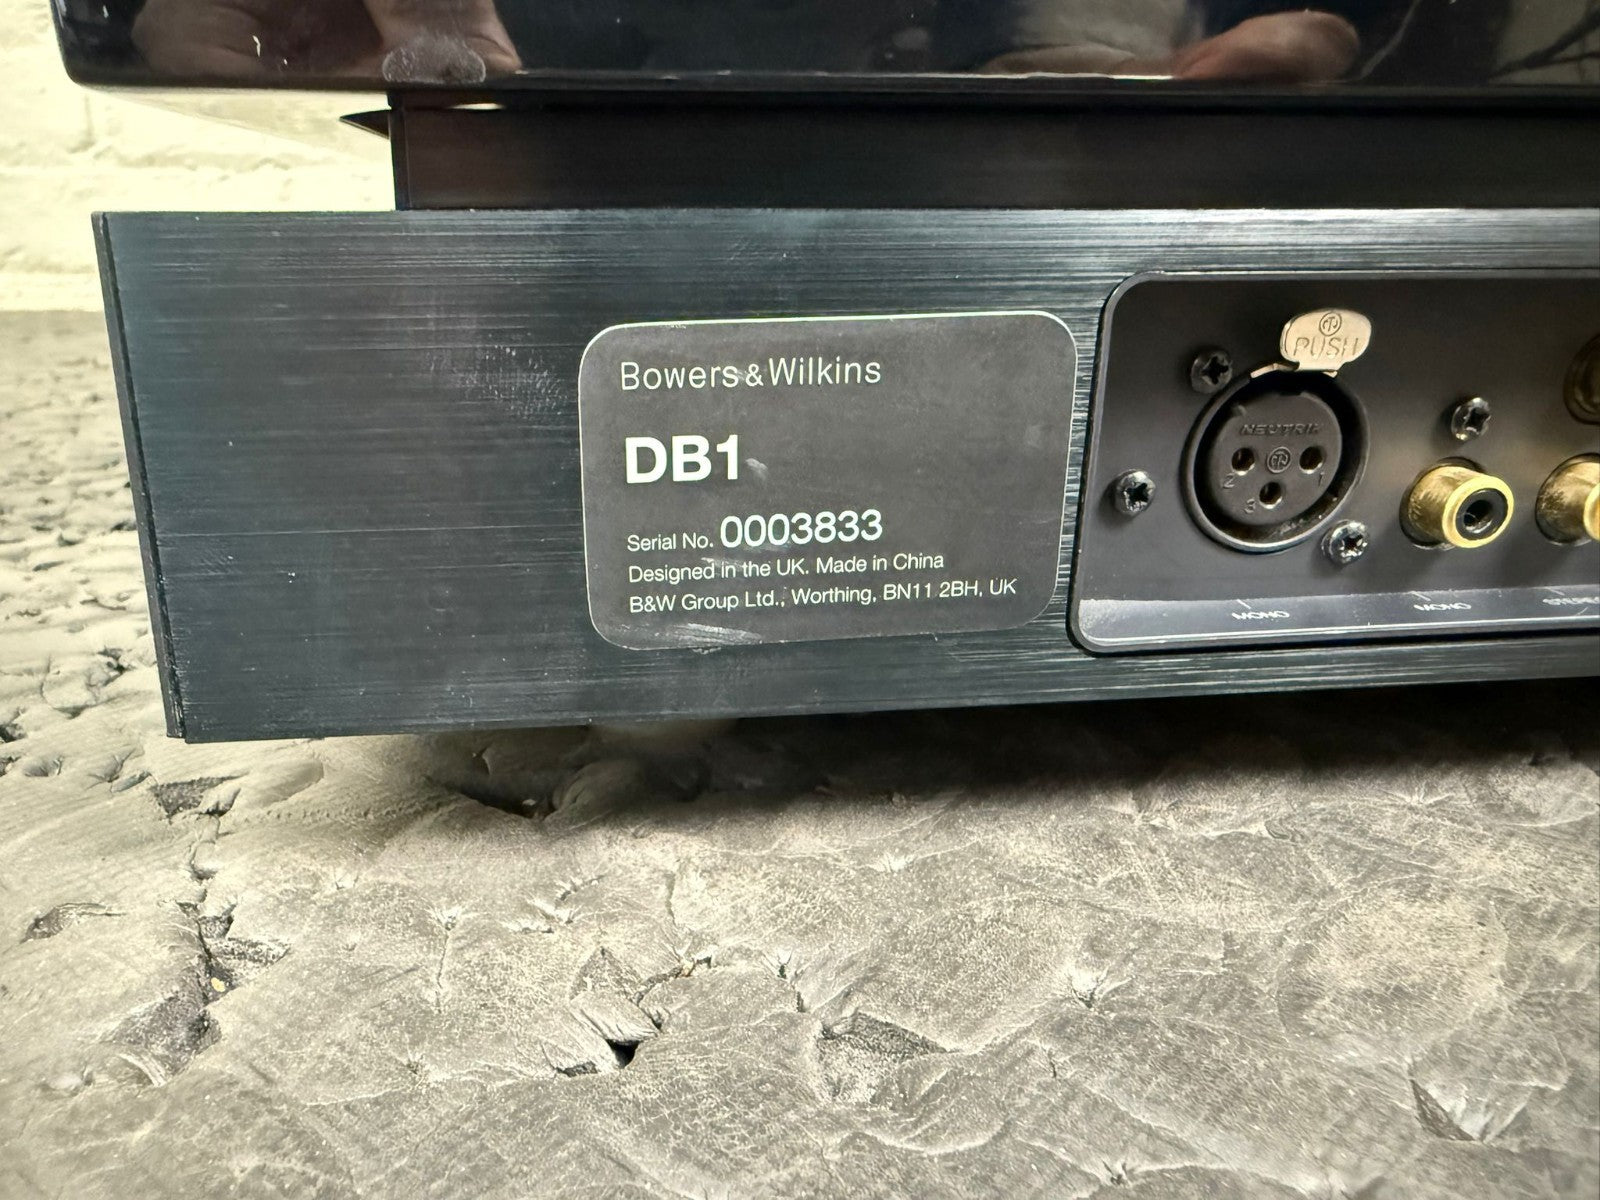 Bowers & Wilkins
DB1
Serial No. 0003833
Designed in the UK. Made in China
B&W Group Ltd., Worthing, BN11 2BH, UK
PUSH
NEUTRIK
2 1
3
MONO
MONO